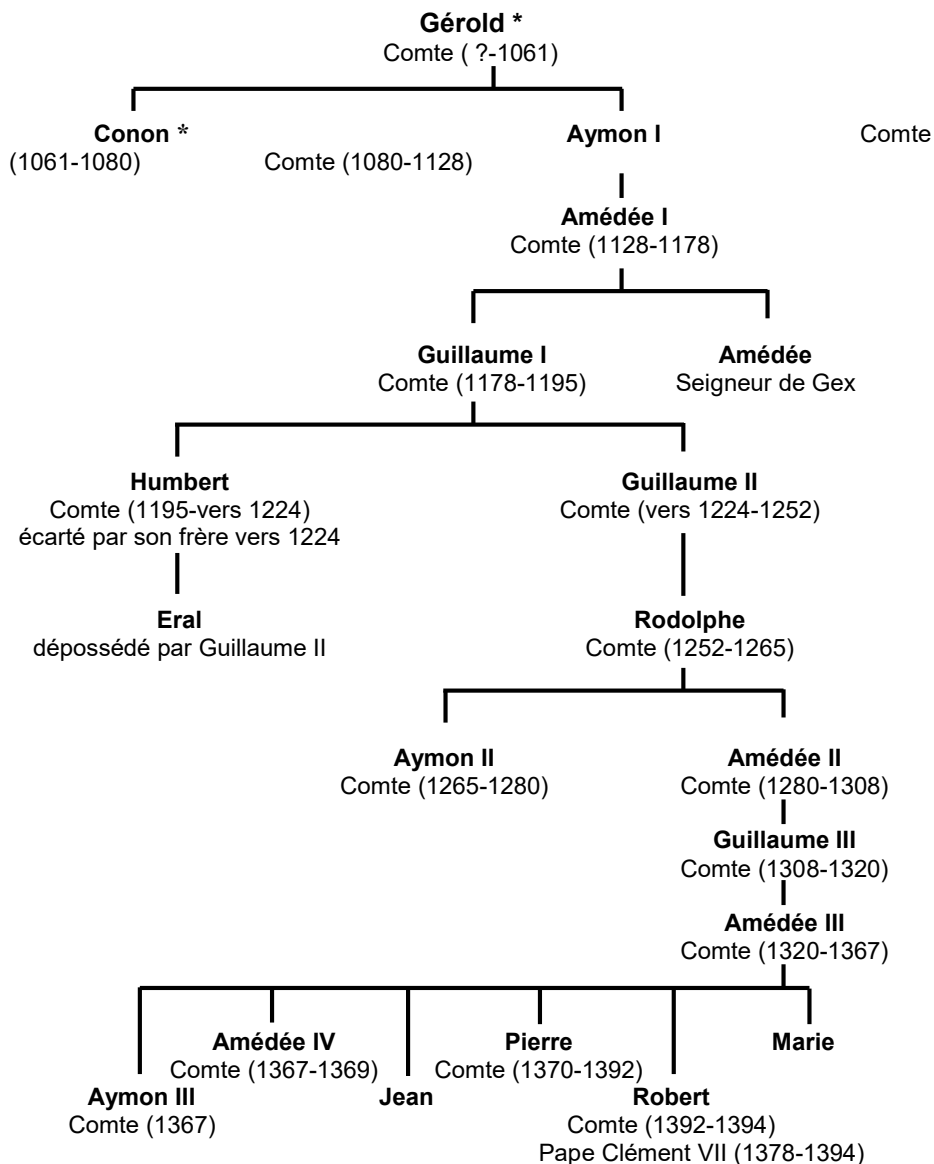 Gérold *
Comte ( ?-1061)
Conon * Aymon I Comte
(1061-1080) Comte (1080-1128)
Amédée I
Comte (1128-1178)
Guillaume I Amédée
Comte (1178-1195) Seigneur de Gex
Humbert Guillaume II
Comte (1195-vers 1224) Comte (vers 1224-1252)
écarté par son frère vers 1224
Eral Rodolphe
dépossédé par Guillaume II Comte (1252-1265)
Aymon II Amédée II
Comte (1265-1280) Comte (1280-1308)
Guillaume III
Comte (1308-1320)
Amédée III
Comte (1320-1367)
Amédée IV Pierre Marie
Comte (1367-1369) Comte (1370-1392)
Aymon III Jean Robert
Comte (1367) Comte (1392-1394)
Pape Clément VII (1378-1394)